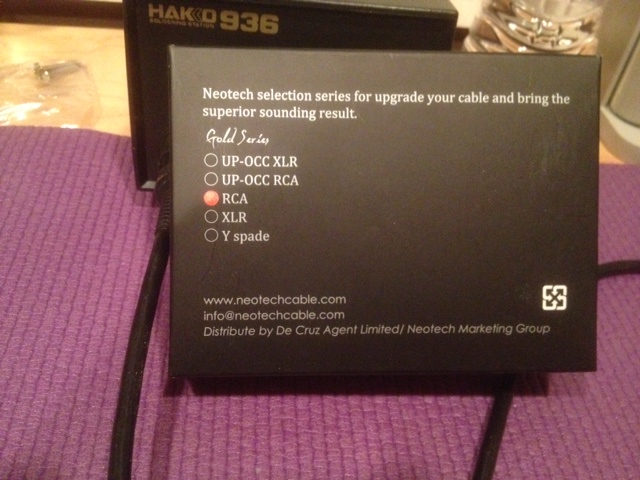 HAKKO 936
SOLDERING STATION
Neotech selection series for upgrade your cable and bring the
superior sounding result.
Gold Series
UP-OCC XLR
UP-OCC RCA
RCA
XLR
Y spade
www.neotechcable.com
info@neotechcable.com
Distribute by De Cruz Agent Limited/ Neotech Marketing Group